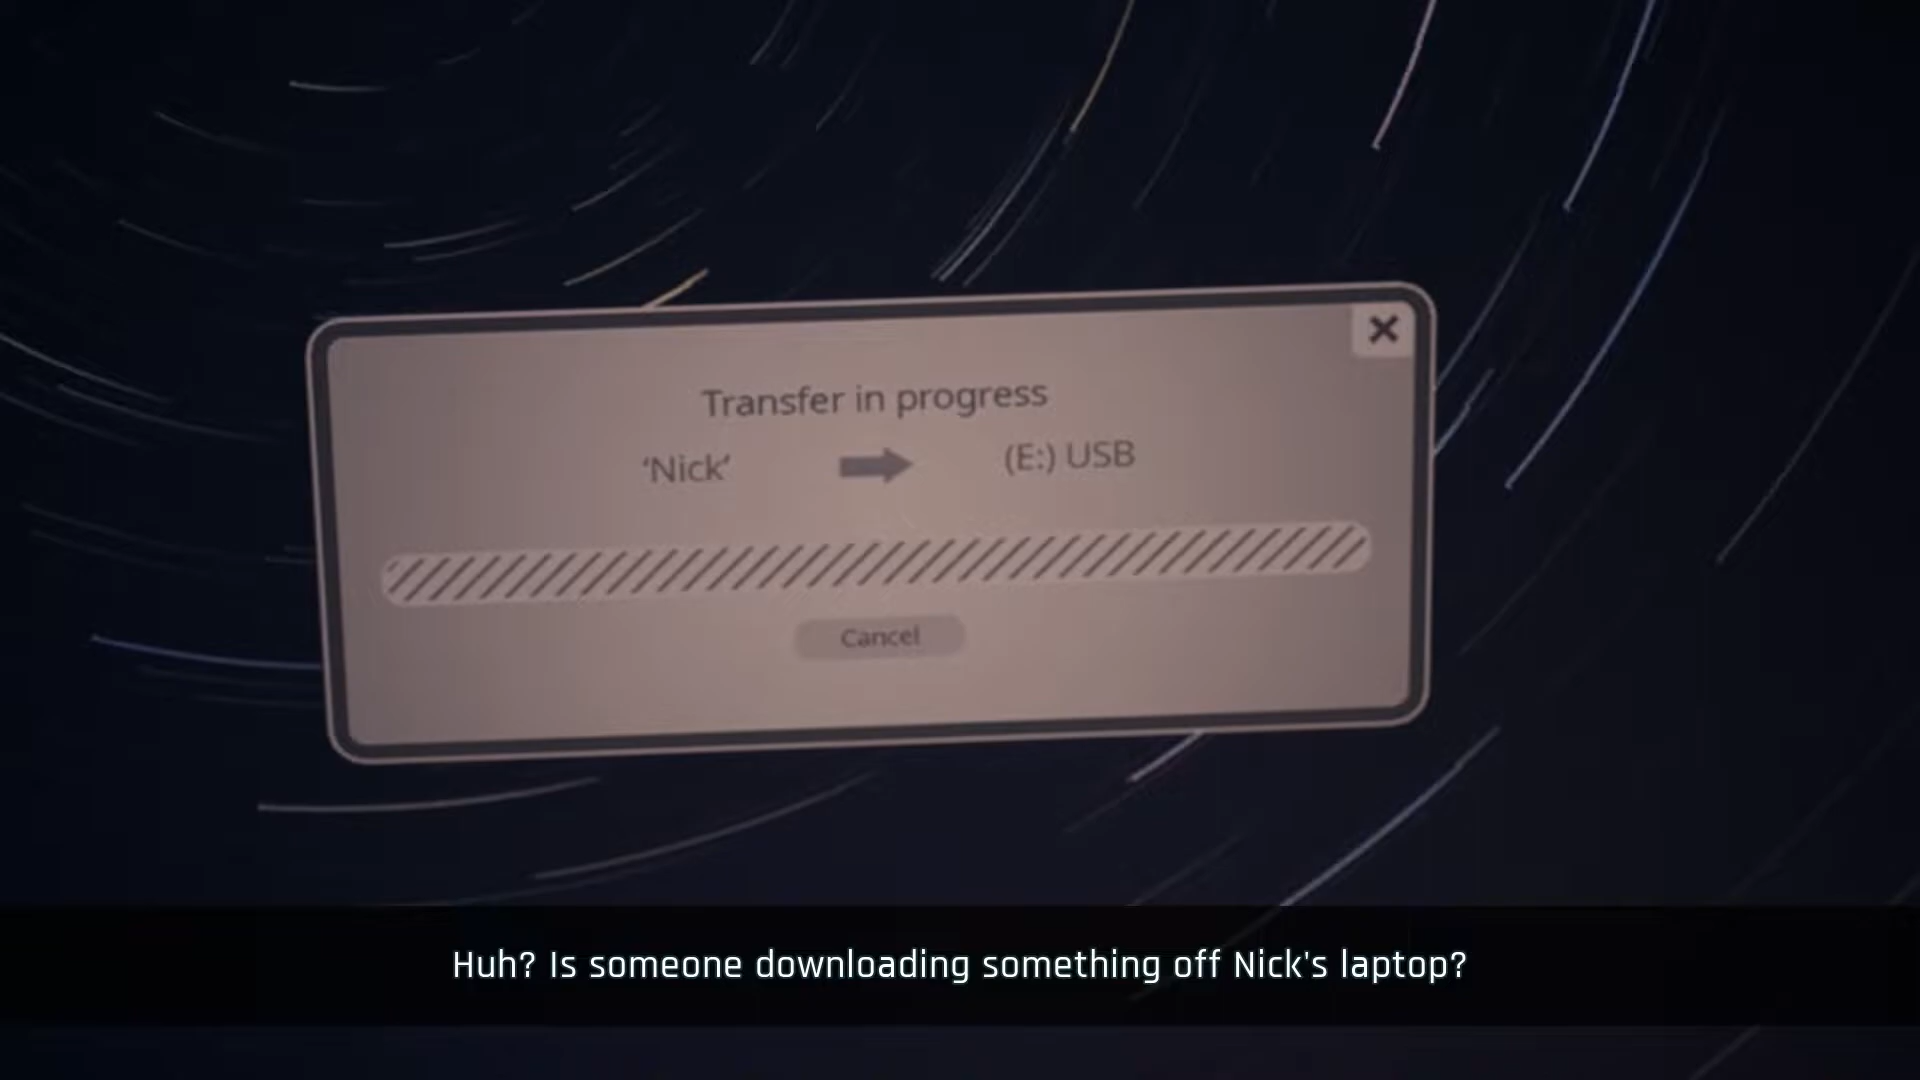 Transfer in progress
‘Nick’ (E:) USB
Cancel
Huh? Is someone downloading something off Nick's laptop?